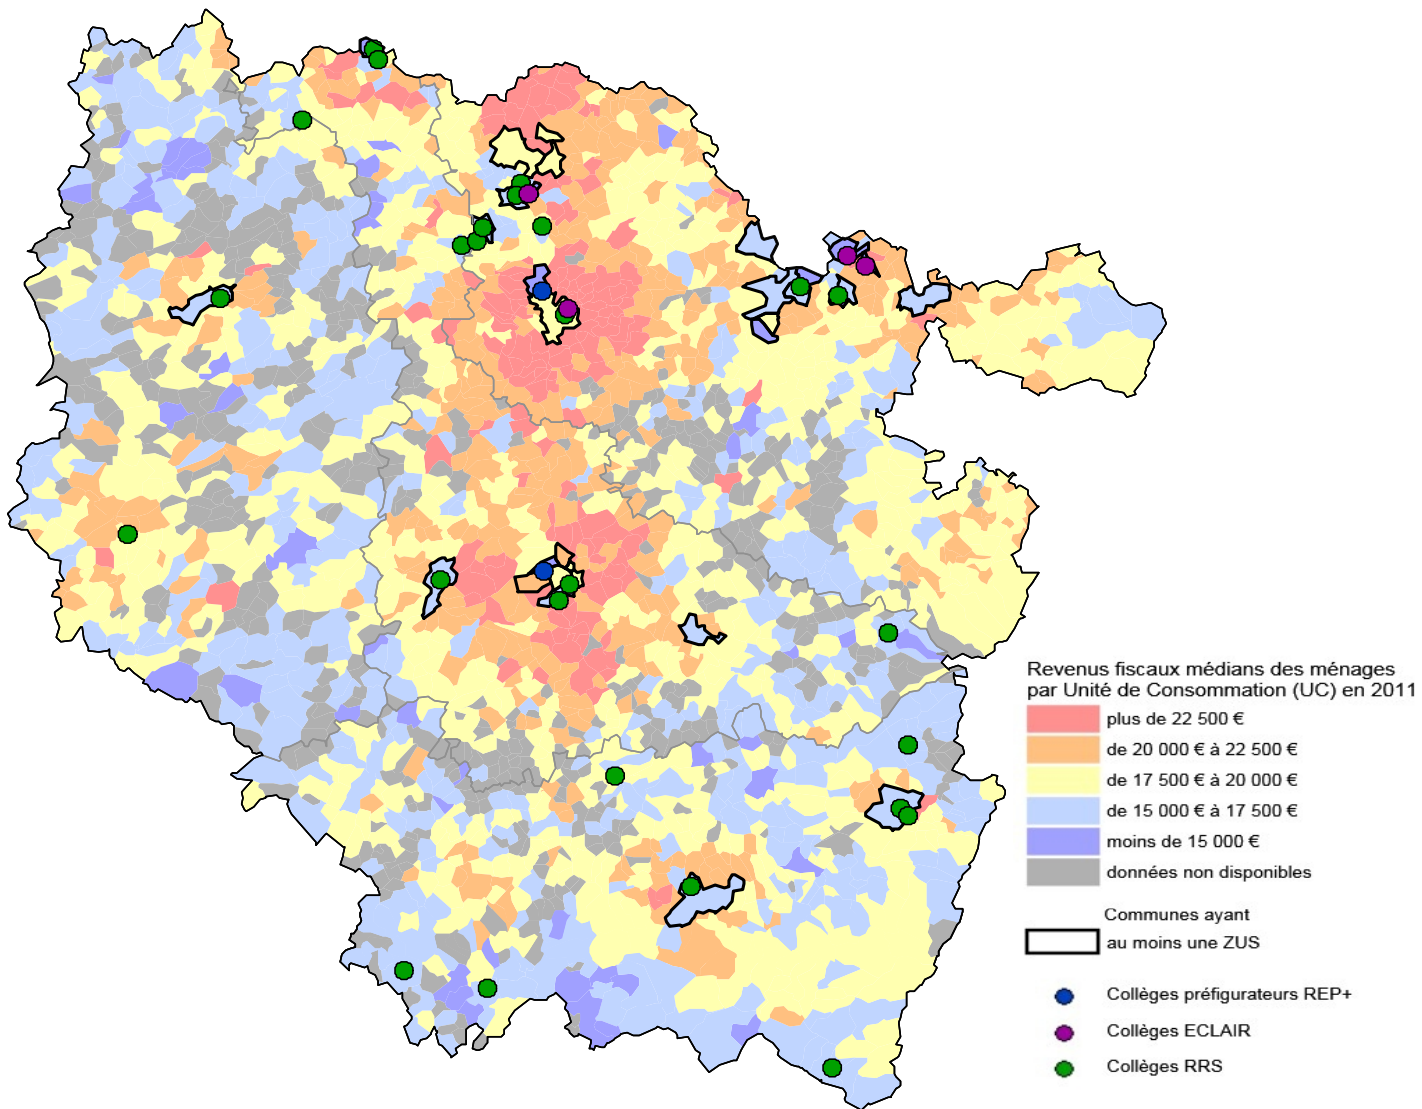 Revenus fiscaux médians des ménages
par Unité de Consommation (UC) en 2011
plus de 22 500 €
de 20 000 € à 22 500 €
de 17 500 € à 20 000 €
de 15 000 € à 17 500 €
moins de 15 000 €
données non disponibles
Communes ayant
au moins une ZUS
Collèges préfigurateurs REP+
Collèges ECLAIR
Collèges RRS